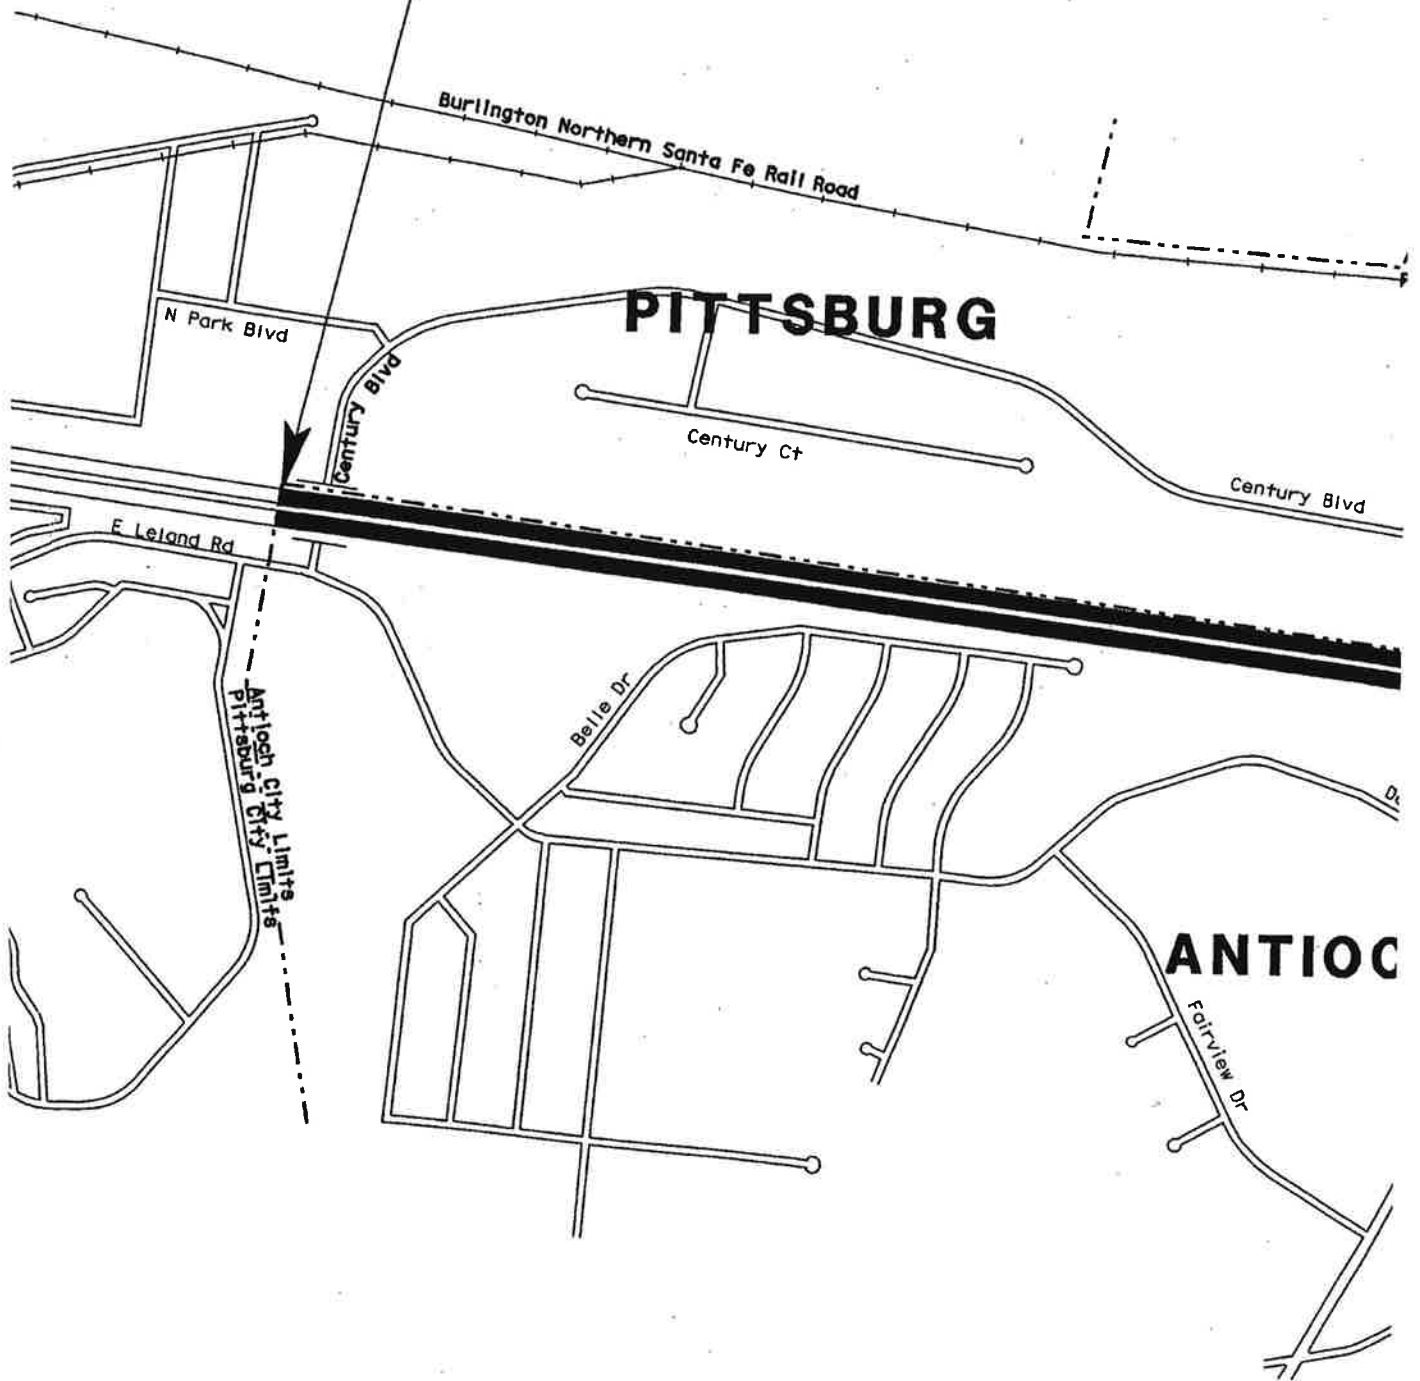 Burlington Northern Santa Fe Rail Road
PITTSBURG
N Park Blvd
Century Blvd
Century Ct
Century Blvd
E Leland Rd
Belle Dr
Antioch City Limits
Pittsburg City Limits
ANTIOC
Fairview Dr